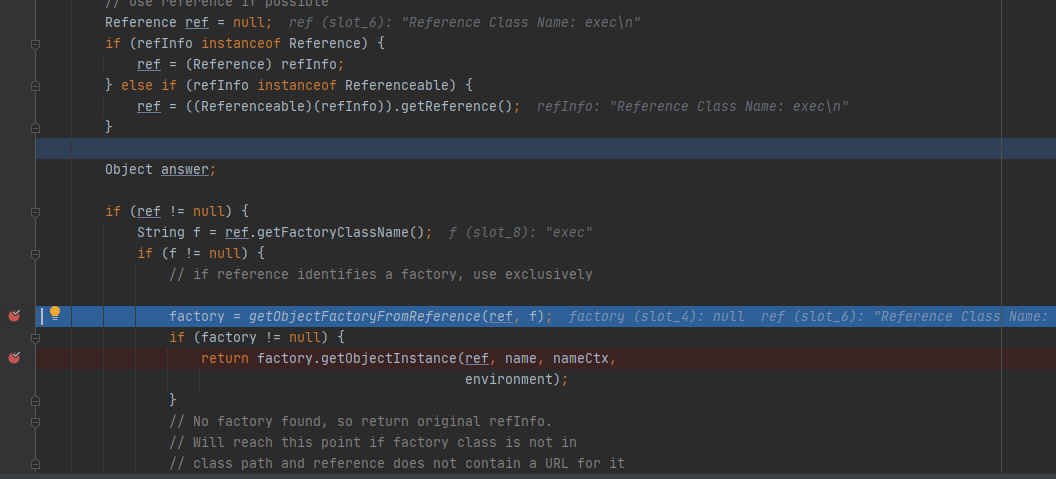 // Use reference if possible
Reference ref = null;  ref (slot_6): "Reference Class Name: exec\n"
if (refInfo instanceof Reference) {
ref = (Reference) refInfo;
} else if (refInfo instanceof Referenceable) {
ref = ((Referenceable)(refInfo)).getReference();  refInfo: "Reference Class Name: exec\n"
}
Object answer;
if (ref != null) {
String f = ref.getFactoryClassName();  f (slot_8): "exec"
if (f != null) {
// if reference identifies a factory, use exclusively
factory = getObjectFactoryFromReference(ref, f);  factory (slot_4): null  ref (slot_6): "Reference Class Name:
if (factory != null) {
return factory.getObjectInstance(ref, name, nameCtx,
environment);
}
// No factory found, so return original refInfo.
// Will reach this point if factory class is not in
// class path and reference does not contain a URL for it